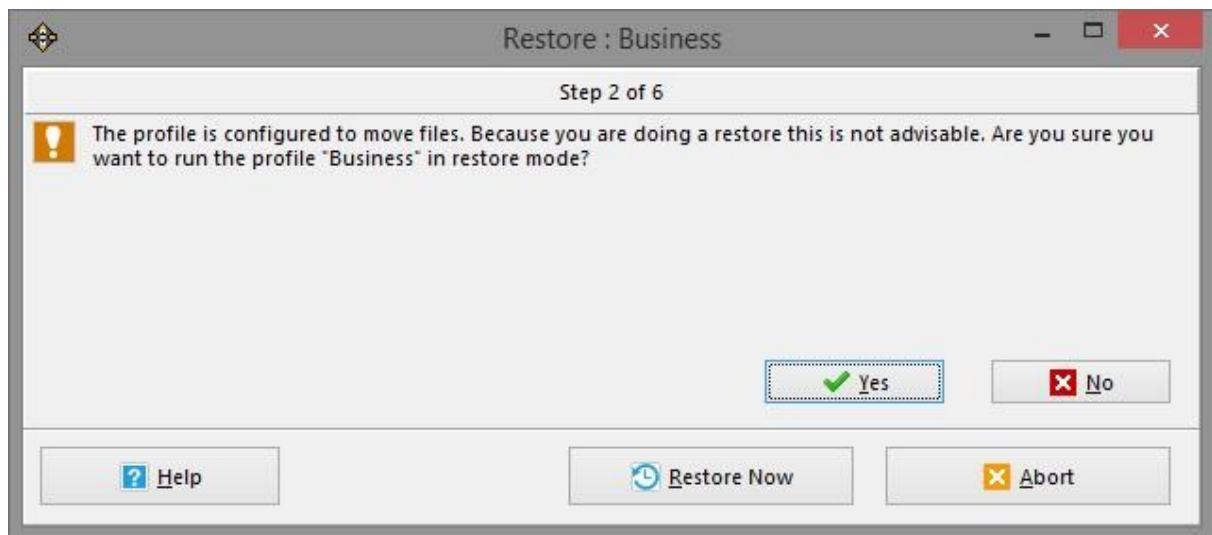 Restore : Business
Step 2 of 6
The profile is configured to move files. Because you are doing a restore this is not advisable. Are you sure you
want to run the profile "Business" in restore mode?
Yes
No
Help
Restore Now
Abort